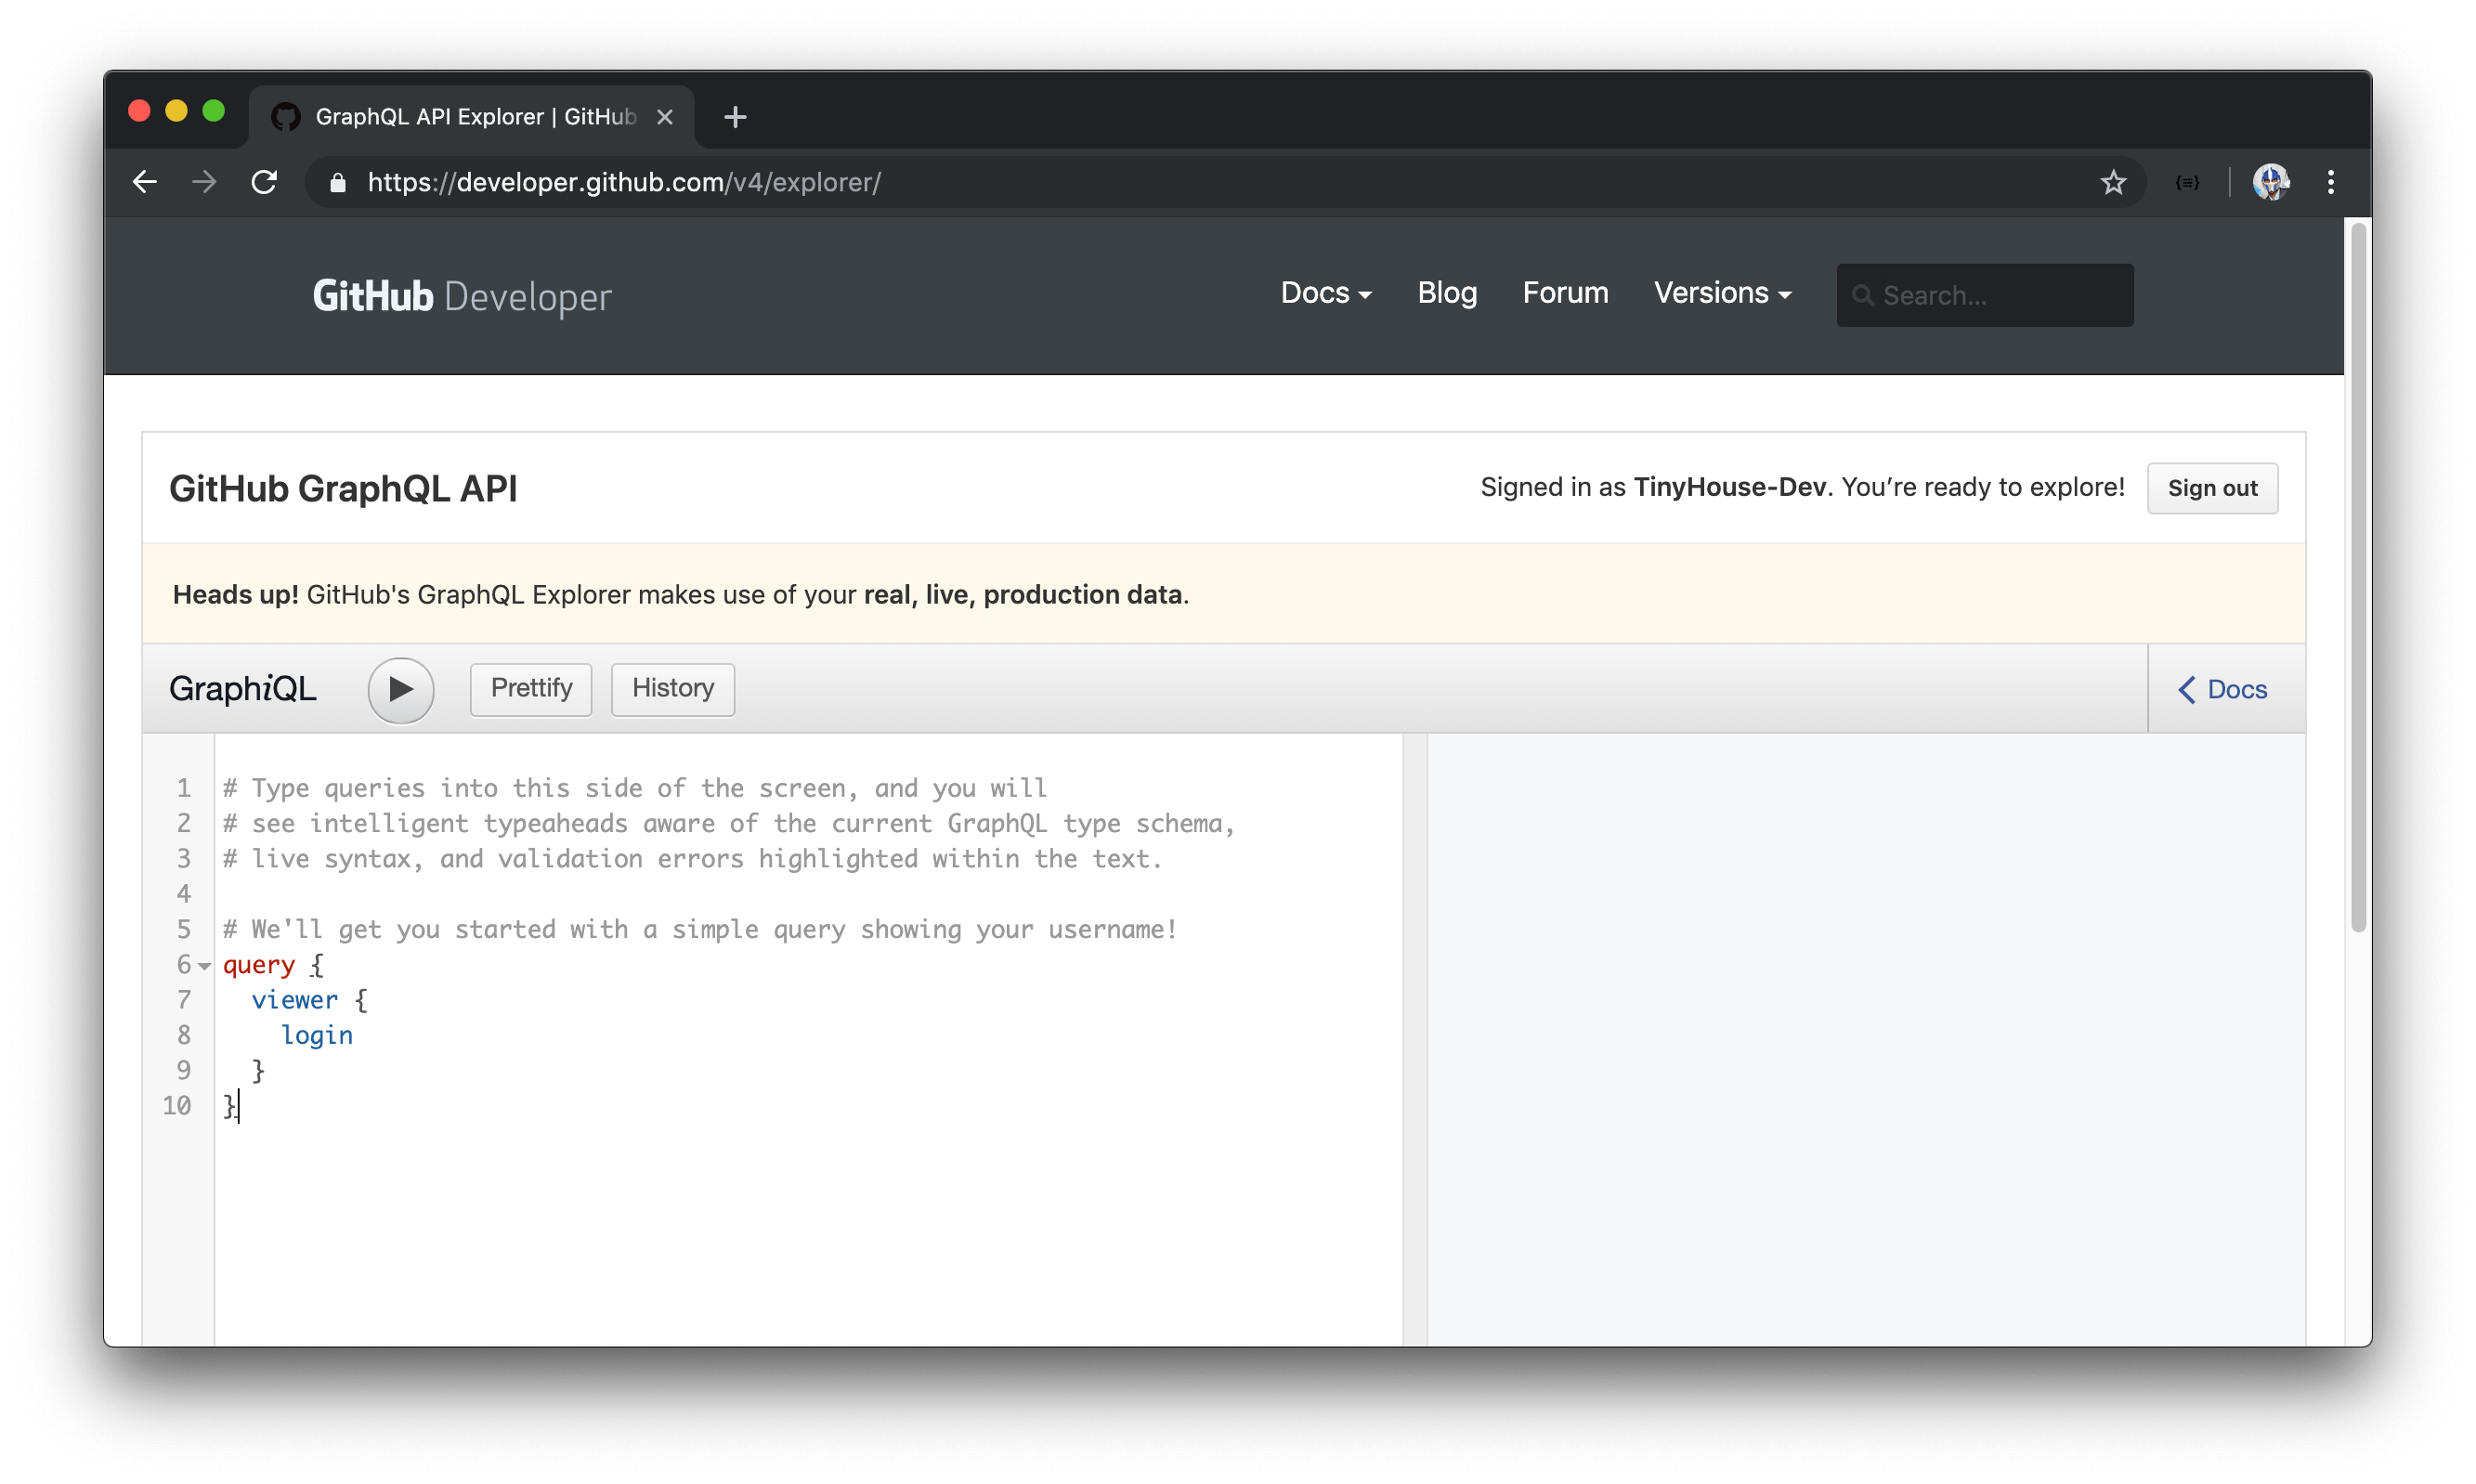 GraphQL API Explorer | GitHub
https://developer.github.com/v4/explorer/
GitHub Developer
Docs
Blog
Forum
Versions
Search...
GitHub GraphQL API
Signed in as TinyHouse-Dev. You’re ready to explore!
Sign out
Heads up! GitHub's GraphQL Explorer makes use of your real, live, production data.
GraphiQL
Prettify
History
Docs
1 # Type queries into this side of the screen, and you will
2 # see intelligent typeaheads aware of the current GraphQL type schema,
3 # live syntax, and validation errors highlighted within the text.
4
5 # We'll get you started with a simple query showing your username!
6 query {
7 viewer {
8 login
9 }
10 }